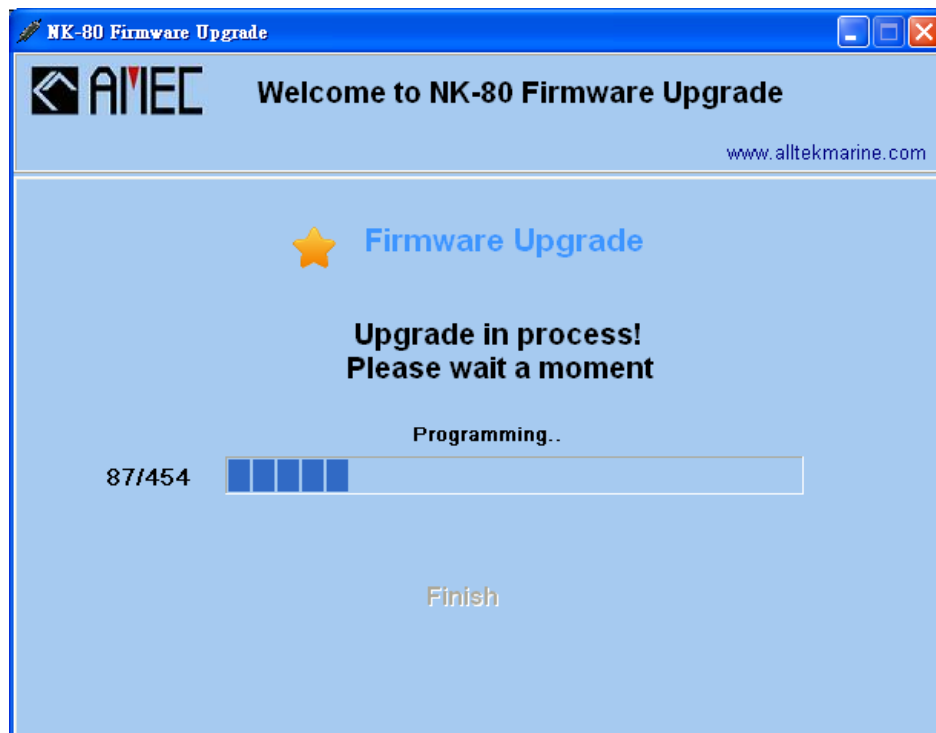 NK-80 Firmware Upgrade
AMEC
Welcome to NK-80 Firmware Upgrade
www.alltekmarine.com
Firmware Upgrade
Upgrade in process!
Please wait a moment
Programming..
87/454
Finish